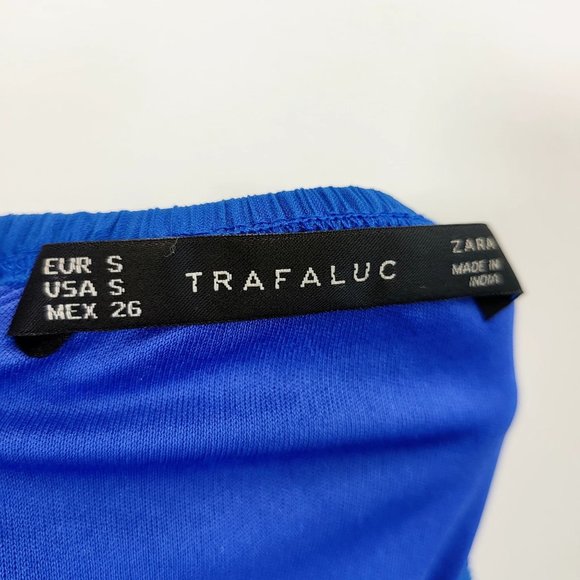 EUR S
USA S
MEX 26
TRAFALUC
ZARA
MADE IN
INDIA